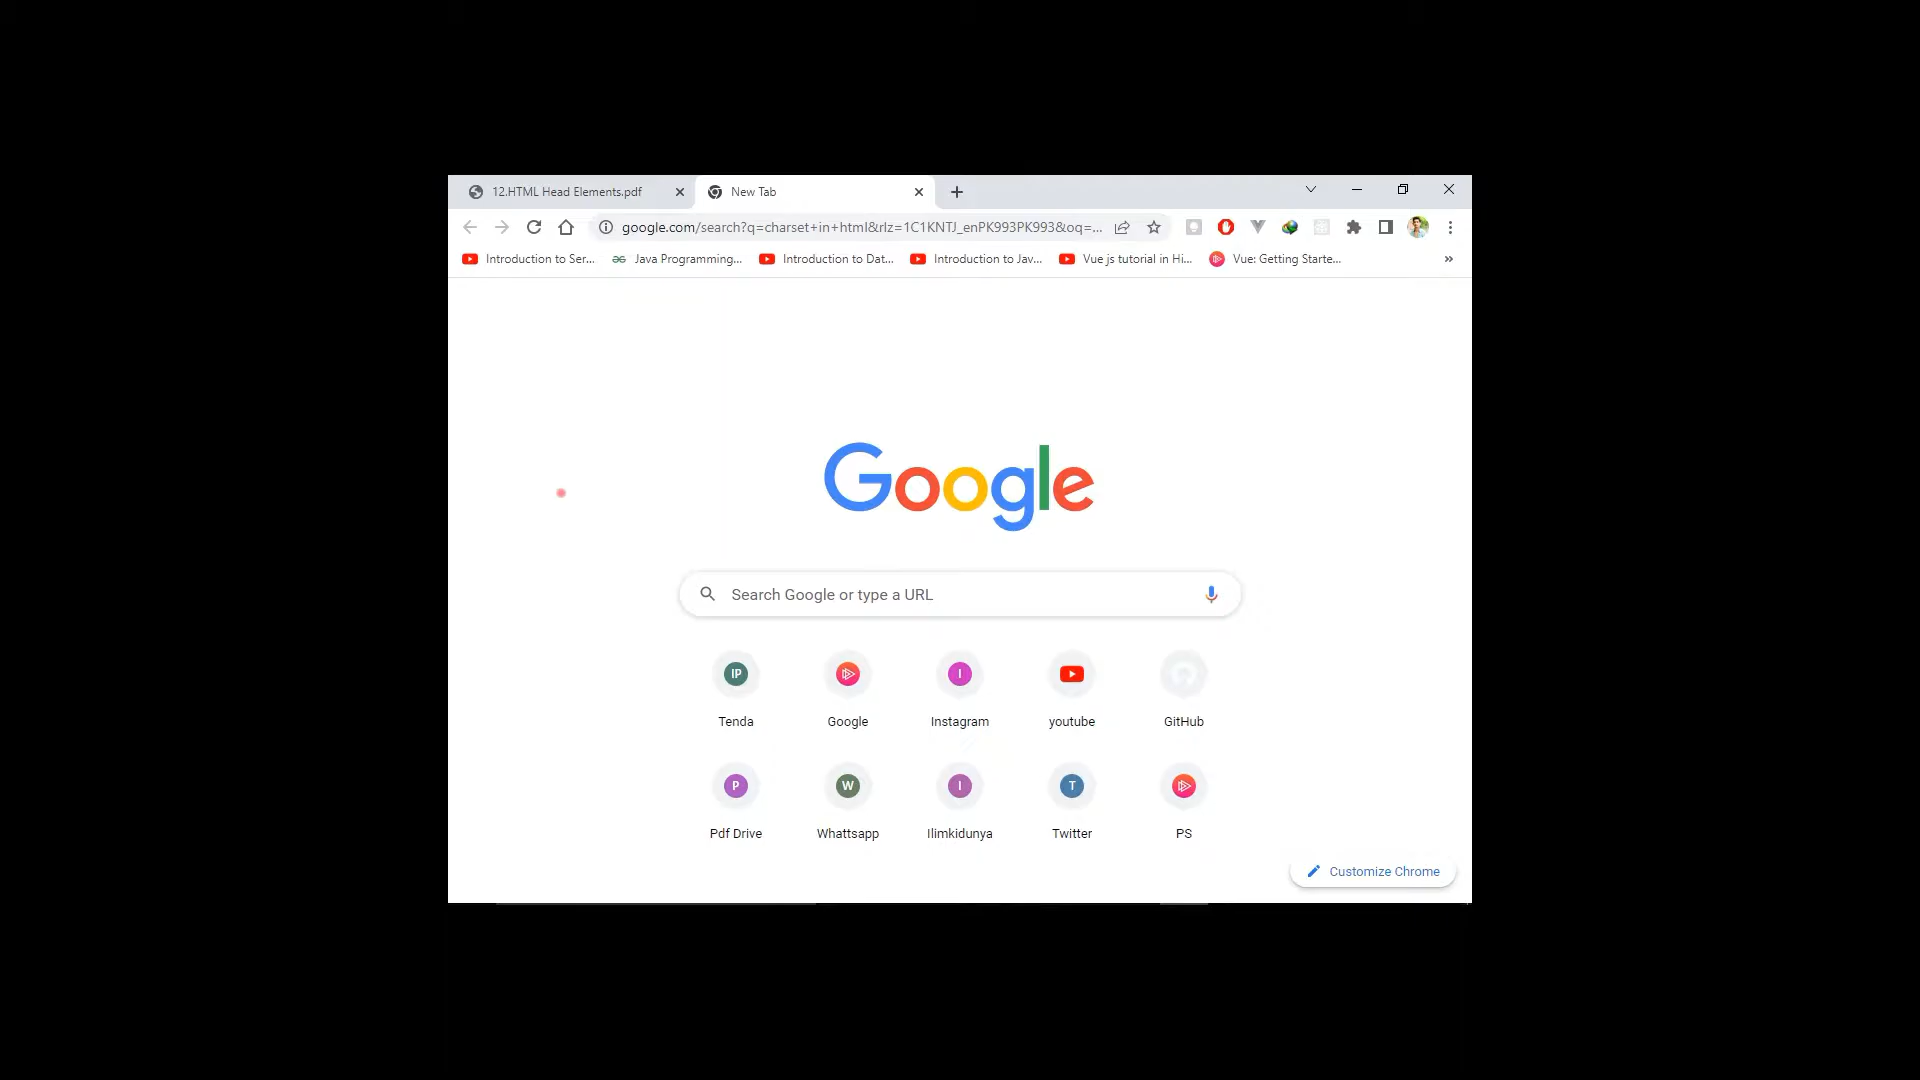 12.HTML Head Elements.pdf
New Tab
google.com/search?q=charset+in+html&rlz=1C1KNTJ_enPK993PK993&oq=...
Introduction to Ser...
Java Programming...
Introduction to Dat...
Introduction to Jav...
Vue js tutorial in Hi...
Vue: Getting Starte...
»
Google
Search Google or type a URL
IP
I
Tenda
Google
Instagram
youtube
GitHub
P
W
I
T
Pdf Drive
Whattsapp
Ilimkidunya
Twitter
PS
Customize Chrome